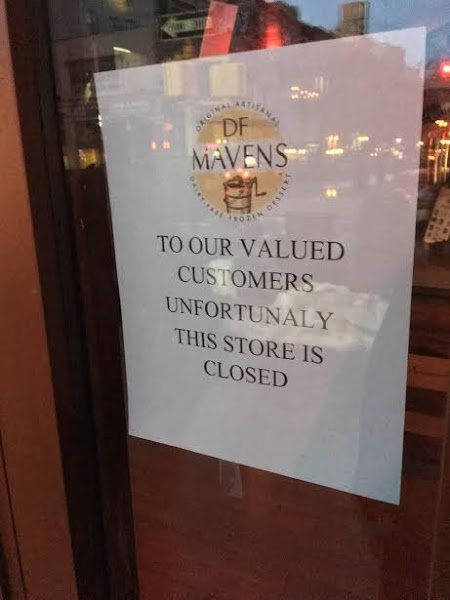 ORIGINAL ARTISANAL
DF
MAVENS
DAIRY-FREE FROZEN DESSERT
TO OUR VALUED
CUSTOMERS
UNFORTUNALY
THIS STORE IS
CLOSED